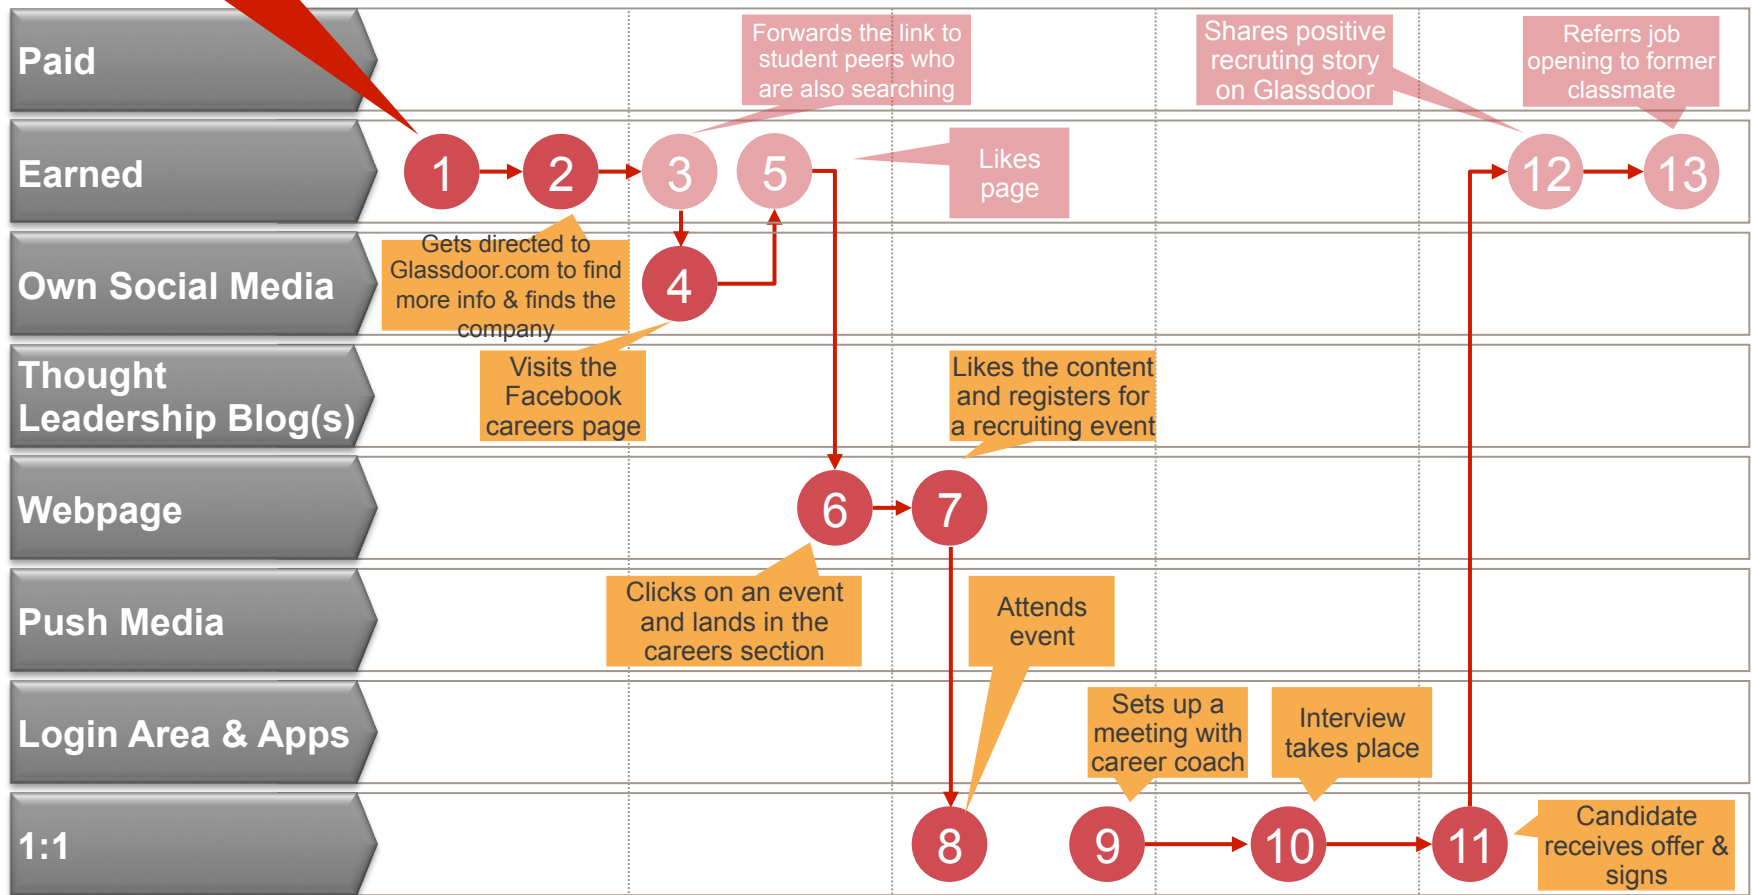 Paid
Forwards the link to
student peers who
are also searching
Shares positive
recruting story
on Glassdoor
Referrs job
opening to former
classmate
Earned
1
2
3
5
Likes
page
12
13
Own Social Media
Gets directed to
Glassdoor.com to find
more info & finds the
company
4
Thought
Leadership Blog(s)
Visits the
Facebook
careers page
Likes the content
and registers for
a recruiting event
Webpage
6
7
Push Media
Clicks on an event
and lands in the
careers section
Attends
event
Login Area & Apps
Sets up a
meeting with
career coach
Interview
takes place
1:1
8
9
10
11
Candidate
receives offer &
signs